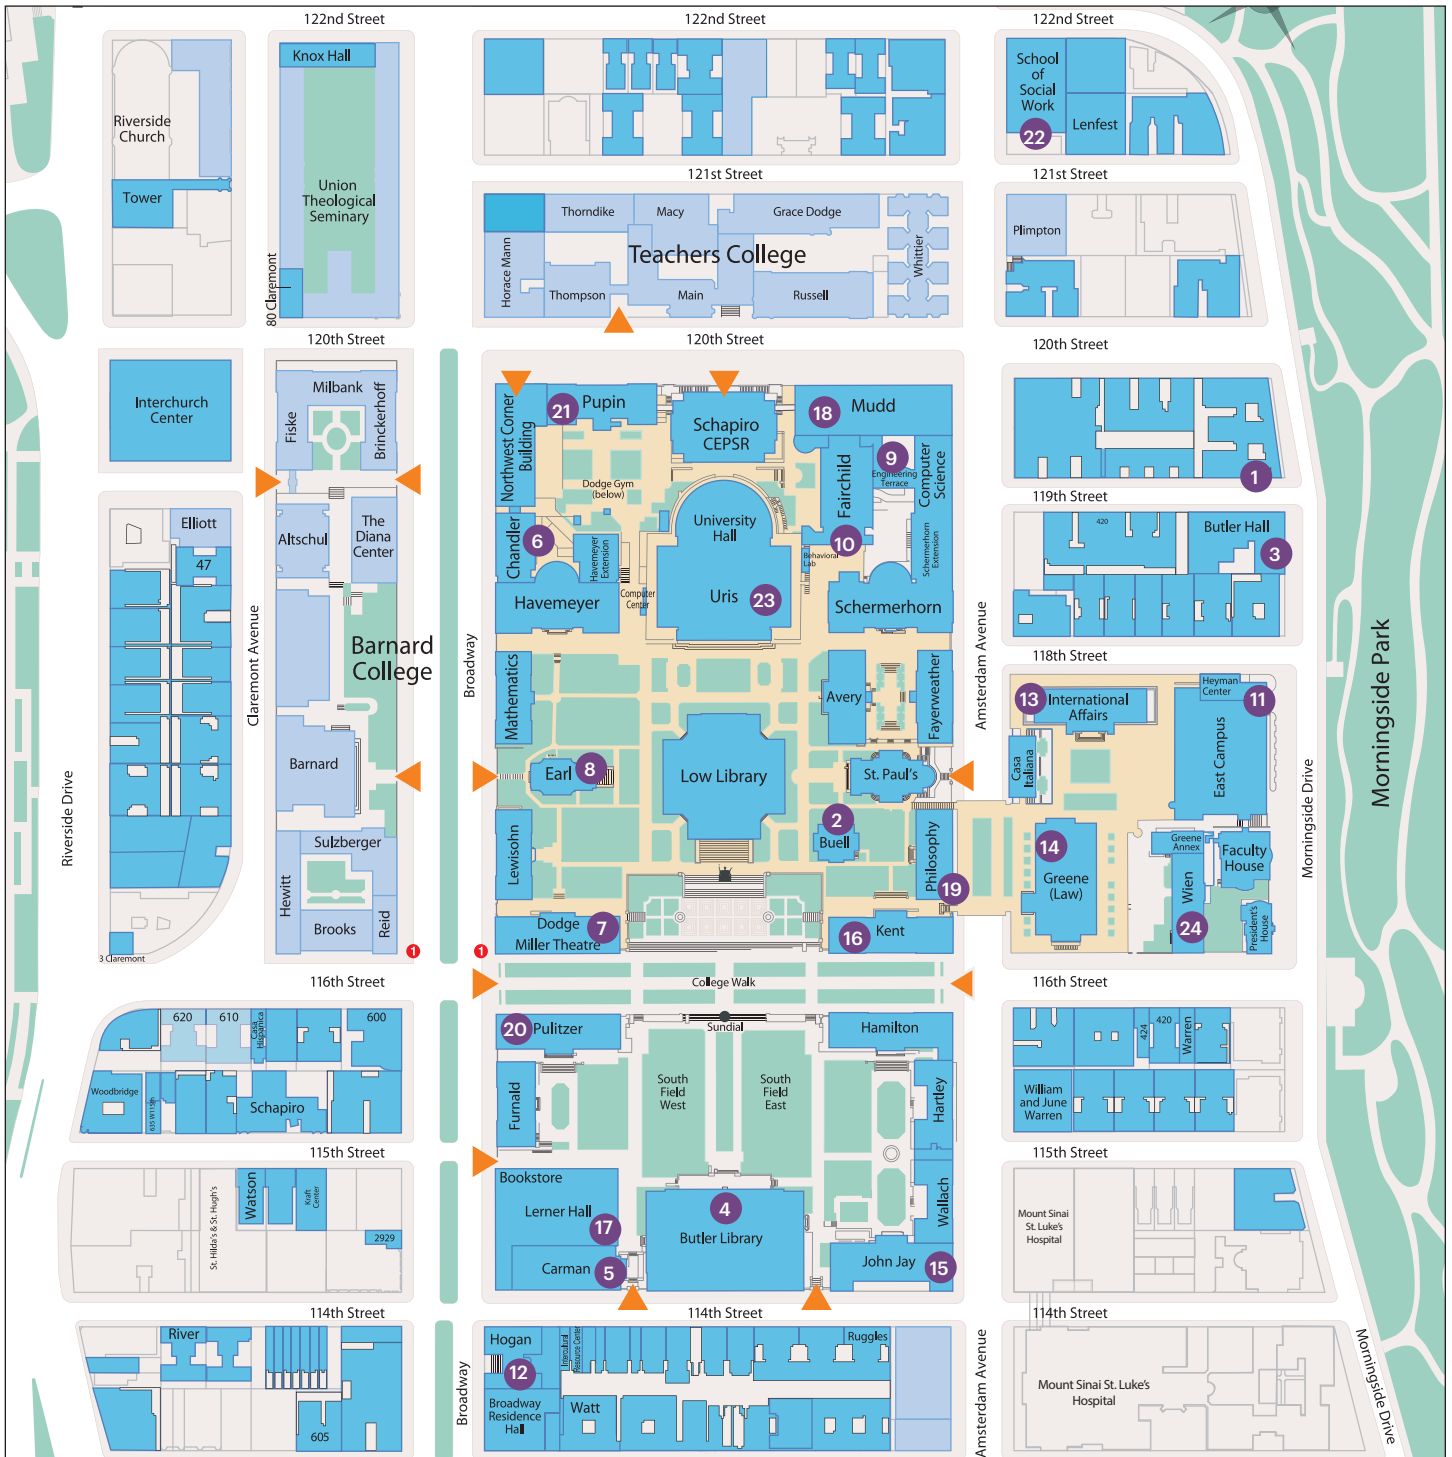 122nd Street
122nd Street
122nd Street
Knox Hall
Riverside
Church
Tower
Union
Theological
Seminary
80 Claremont
School
of
Social
Work
22
Lenfest
121st Street
121st Street
Thorndike
Macy
Grace Dodge
Teachers College
Horace Mann
Thompson
Main
Russell
Whittier
Plimpton
120th Street
120th Street
120th Street
Interchurch
Center
Milbank
Fiske
Brinckerhoff
Northwest Corner
Building
21
Pupin
Schapiro
CEPSR
18
Mudd
9
Engineering
Terrace
Computer
Science
Fairchild
Dodge Gym
(below)
1
119th Street
Elliott
47
Altschul
The
Diana
Center
Chandler
6
Havemeyer
Extension
University
Hall
10
Behavioral
Lab
Schermerhorn
Extension
420
Butler Hall
3
Havemeyer
Computer
Center
Uris
23
Schermerhorn
Claremont Avenue
Barnard
College
Broadway
Amsterdam Avenue
Morningside Park
118th Street
Mathematics
Avery
Fayerweather
13
International
Affairs
Heyman
Center
11
Barnard
Earl
8
Low Library
St. Paul's
Casa
Italiana
East Campus
Riverside Drive
Morningside Drive
Sulzberger
Hewitt
Brooks
Reid
Lewisohn
2
Buell
Philosophy
19
14
Greene
(Law)
Greene
Annex
Wien
24
Faculty
House
President's
House
3 Claremont
1
1
Dodge
7
Miller Theatre
16
Kent
116th Street
College Walk
116th Street
620
610
Casa
Hispanica
600
20
Pulitzer
Sundial
Hamilton
424
420
Warren
Woodbridge
635 W115th
Schapiro
Furnald
South
Field
West
South
Field
East
Hartley
William
and June
Warren
115th Street
115th Street
St. Hilda's & St. Hugh's
Watson
Kraft
Center
2929
Bookstore
Lerner Hall
17
Carman
5
4
Butler Library
Wallach
John Jay
15
Mount Sinai
St. Luke's
Hospital
114th Street
114th Street
114th Street
River
605
Broadway
Hogan
12
Intercultural
Resource Center
Ruggles
Broadway
Residence
Hall
Watt
Amsterdam Avenue
Mount Sinai St. Luke's
Hospital
Morningside Drive